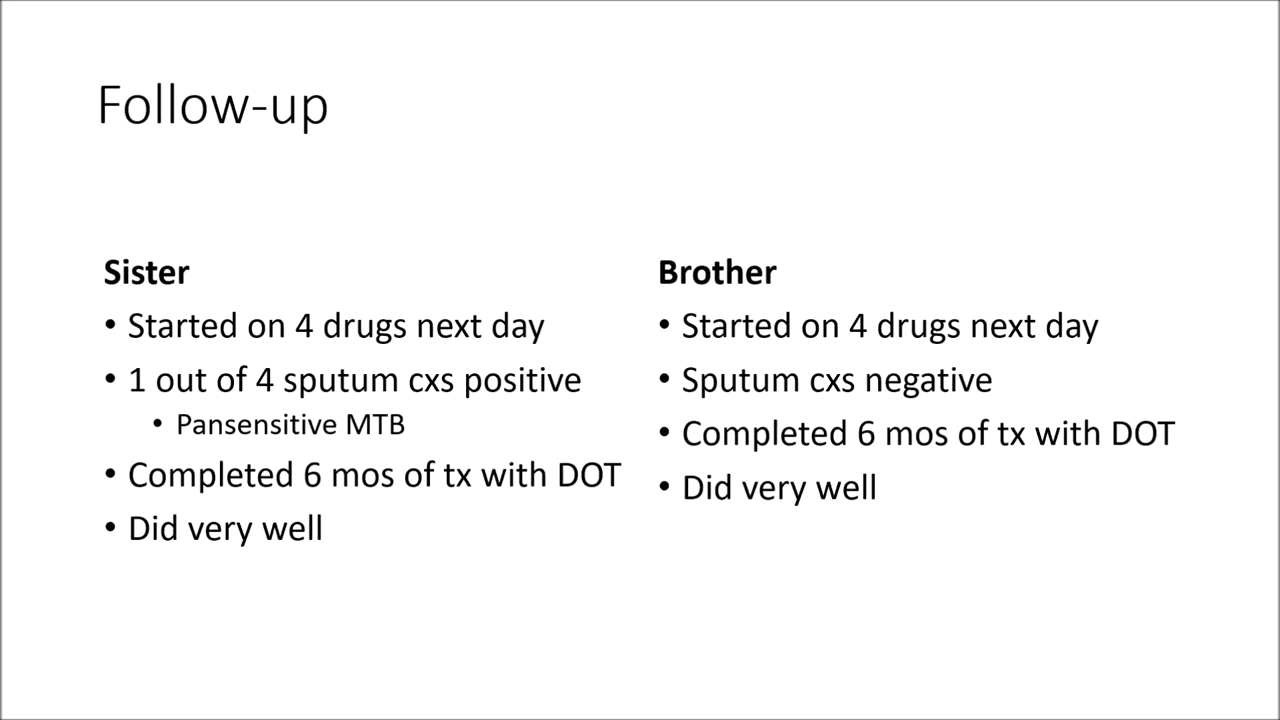 Follow-up
Sister
• Started on 4 drugs next day
• 1 out of 4 sputum cxs positive
• Pansensitive MTB
• Completed 6 mos of tx with DOT
• Did very well
Brother
• Started on 4 drugs next day
• Sputum cxs negative
• Completed 6 mos of tx with DOT
• Did very well